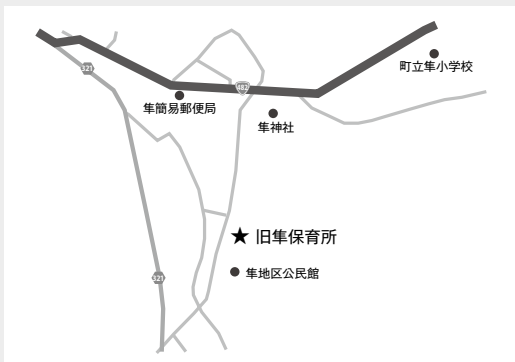 町立隼小学校
321
482
隼簡易郵便局
隼神社
★ 旧隼保育所
隼地区公民館
321